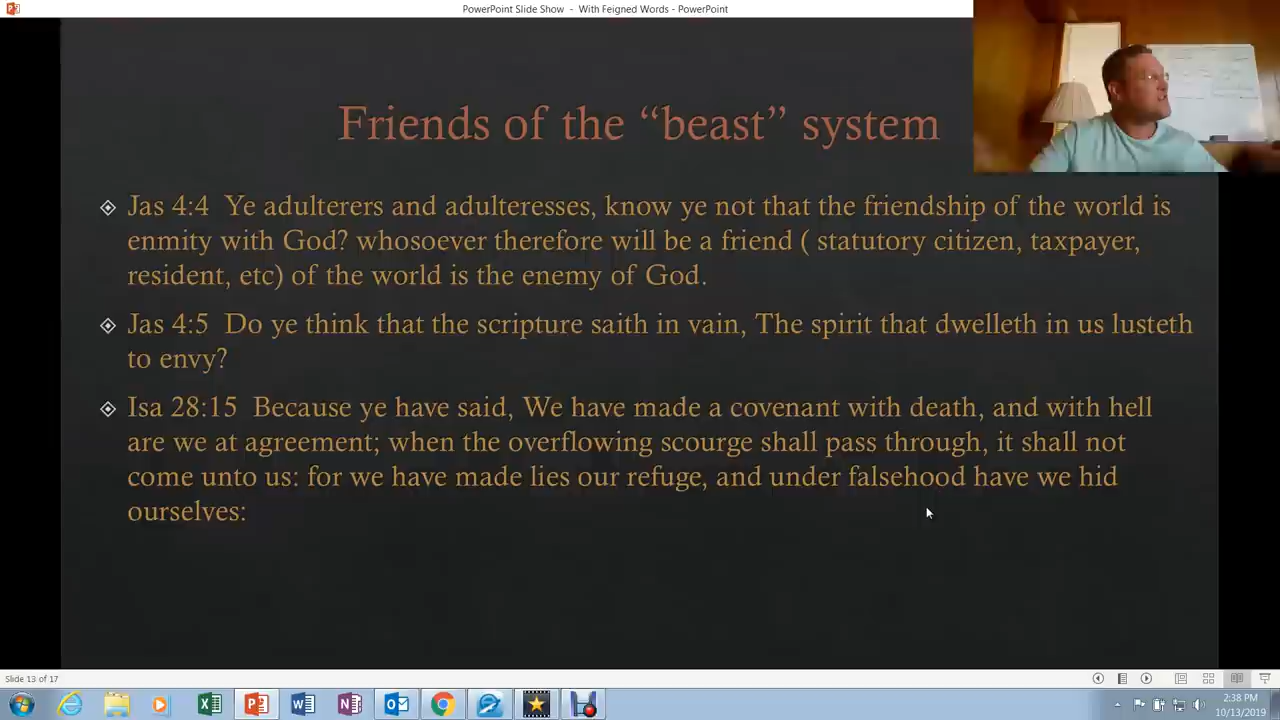 PowerPoint Slide Show - With Feigned Words - PowerPoint
Friends of the “beast” system
Jas 4:4 Ye adulterers and adulteresses, know ye not that the friendship of the world is
enmity with God? whosoever therefore will be a friend ( statutory citizen, taxpayer,
resident, etc) of the world is the enemy of God.
Jas 4:5 Do ye think that the scripture saith in vain, The spirit that dwelleth in us lusteth
to envy?
Isa 28:15 Because ye have said, We have made a covenant with death, and with hell
are we at agreement; when the overflowing scourge shall pass through, it shall not
come unto us: for we have made lies our refuge, and under falsehood have we hid
ourselves:
Slide 13 of 17
2:38 PM
10/13/2019